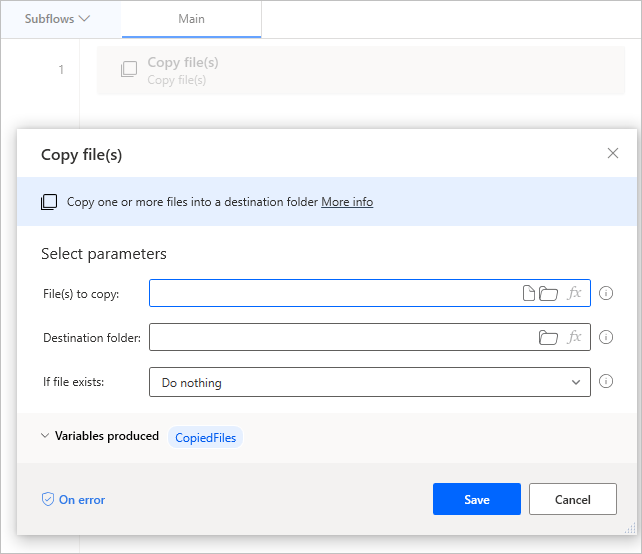 Subflows
Main
1
Copy file(s)
Copy file(s)
Copy file(s)
Copy one or more files into a destination folder More info
Select parameters
File(s) to copy:
fx
Destination folder:
fx
If file exists:
Do nothing
Variables produced
CopiedFiles
On error
Save
Cancel